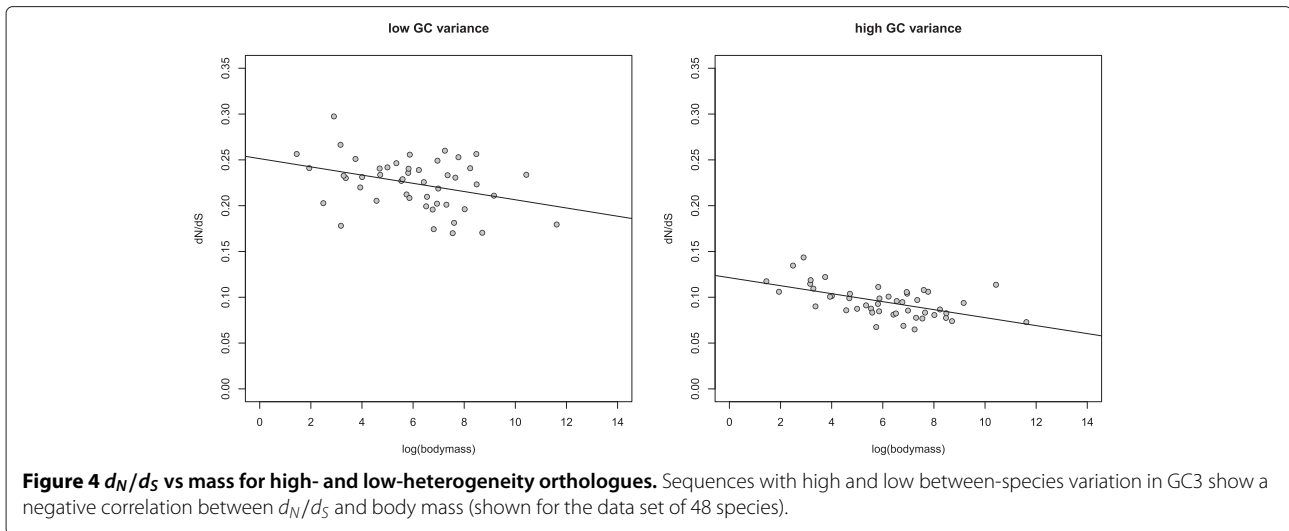 low GC variance
0.35
0.30
0.25
0.20
0.15
0.10
0.05
0.00
dN/dS
0 2 4 6 8 10 12 14
log(bodymass)
high GC variance
0.35
0.30
0.25
0.20
0.15
0.10
0.05
0.00
dN/dS
0 2 4 6 8 10 12 14
log(bodymass)
Figure 4 dN/dS vs mass for high- and low-heterogeneity orthologues. Sequences with high and low between-species variation in GC3 show a
negative correlation between dN/dS and body mass (shown for the data set of 48 species).